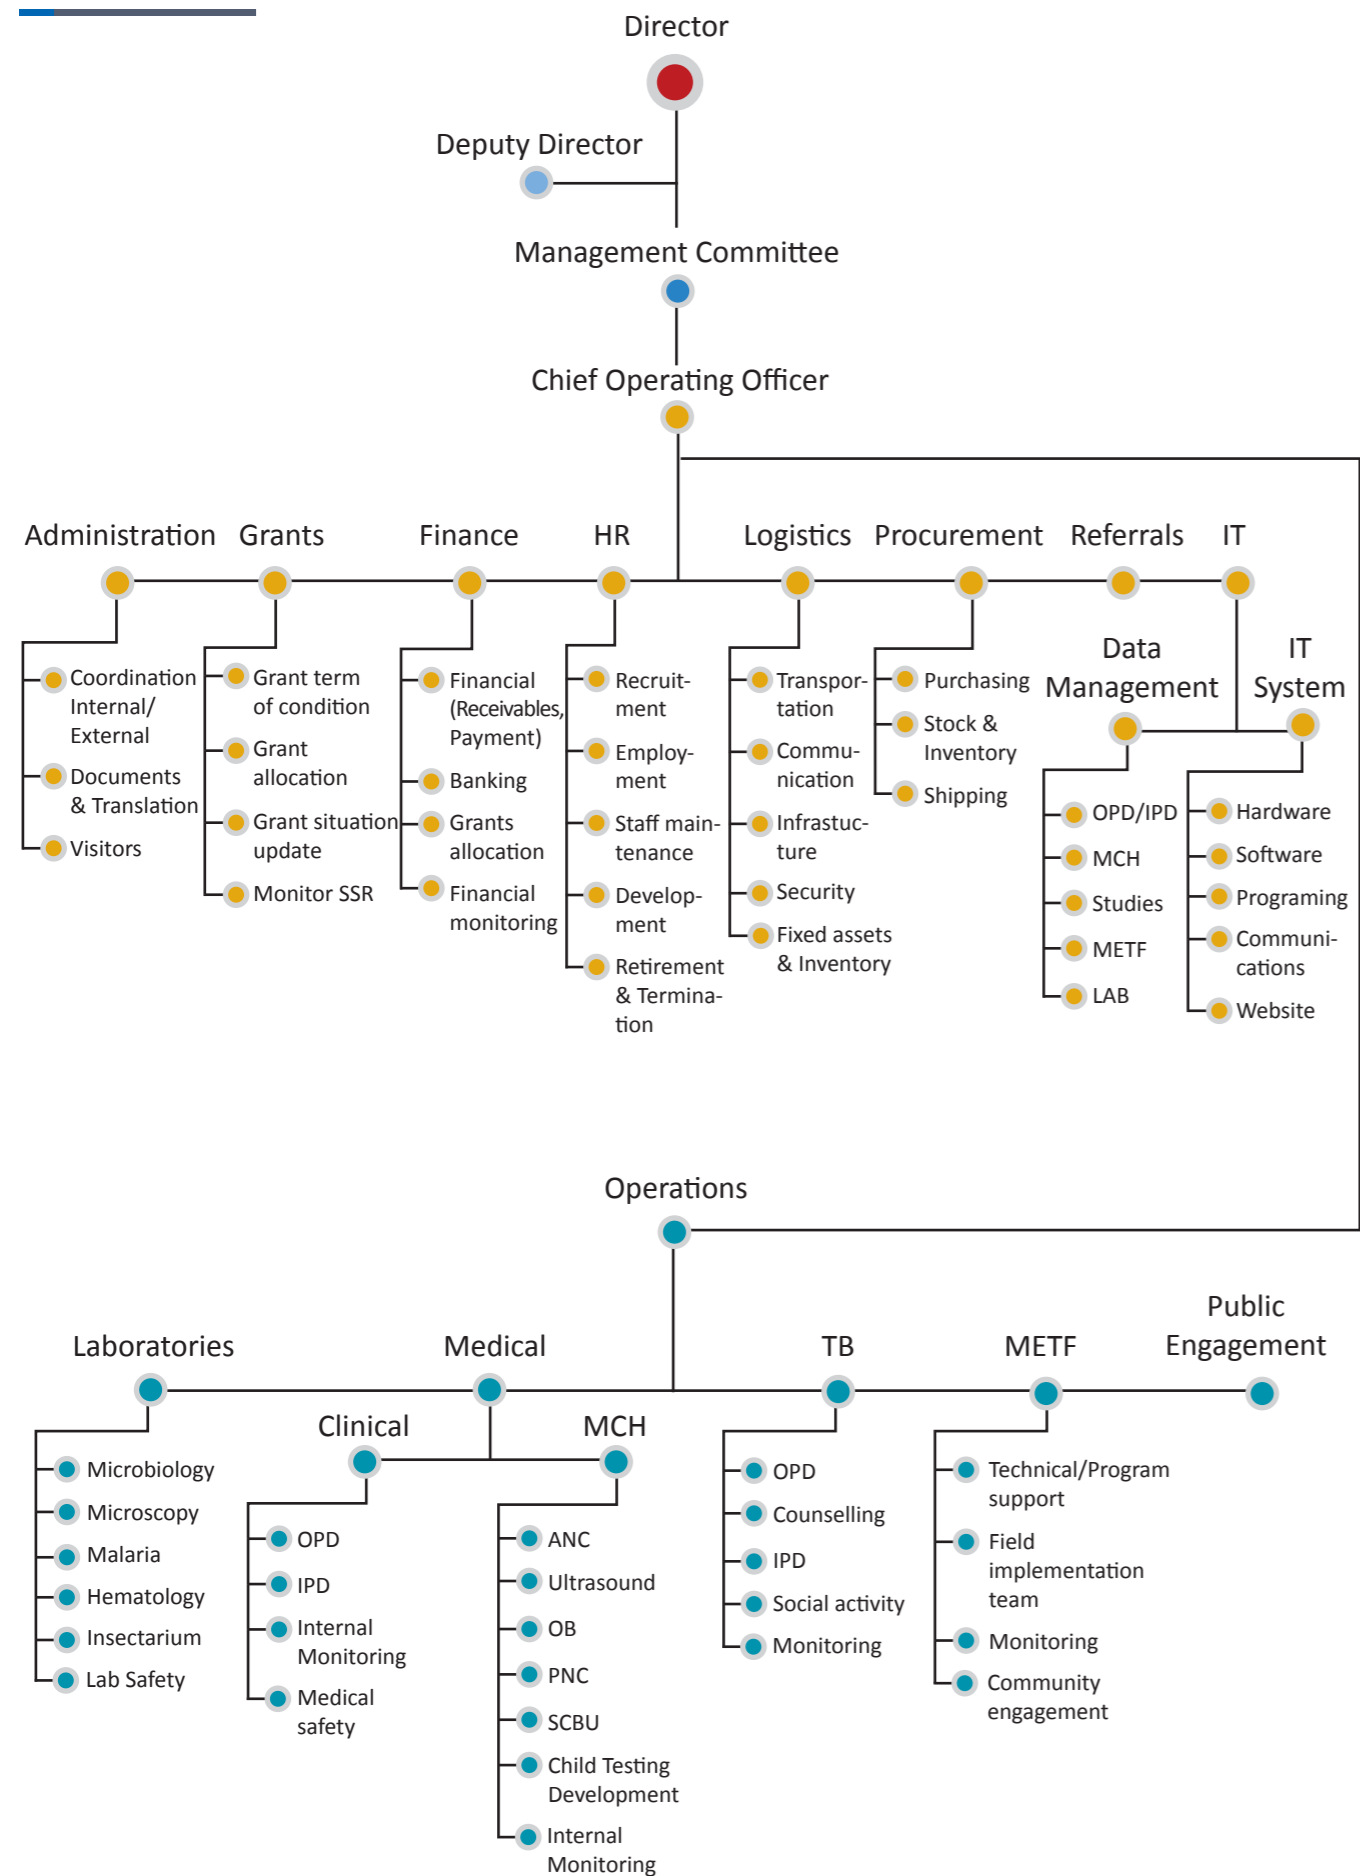 Director
Deputy Director
Management Committee
Chief Operating Officer
Administration
Grants
Finance
HR
Logistics
Procurement
Referrals
IT
Coordination
Internal/
External
Documents
& Translation
Visitors
Grant term
of condition
Grant
allocation
Grant situation
update
Monitor SSR
Financial
(Receivables,
Payment)
Banking
Grants
allocation
Financial
monitoring
Recruit-
ment
Employ-
ment
Staff main-
tenance
Develop-
ment
Retirement
& Termina-
tion
Transpor-
tation
Commu-
nication
Infrastuc-
ture
Security
Fixed assets
& Inventory
Purchasing
Stock &
Inventory
Shipping
Data
Management
OPD/IPD
MCH
Studies
METF
LAB
IT
System
Hardware
Software
Programing
Communi-
cations
Website
Operations
Laboratories
Medical
TB
METF
Public
Engagement
Microbiology
Microscopy
Malaria
Hematology
Insectarium
Lab Safety
Clinical
OPD
IPD
Internal
Monitoring
Medical
safety
MCH
ANC
Ultrasound
OB
PNC
SCBU
Child Testing
Development
Internal
Monitoring
OPD
Counselling
IPD
Social activity
Monitoring
Technical/Program
support
Field
implementation
team
Monitoring
Community
engagement